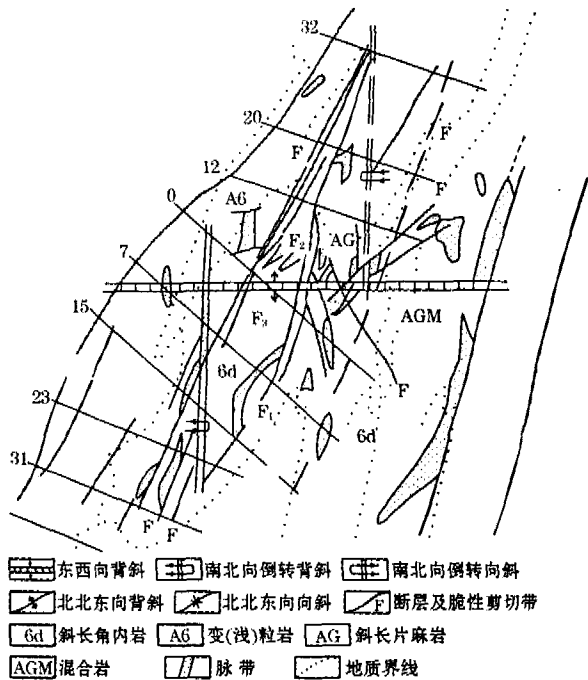 32
F
20
F
12
F
0
A6
F₂
AG
7
F₃
AGM
15
6d
F
F₁
6d
23
31
F
F
东西向背斜 南北向倒转背斜 南北向倒转向斜
北北东向背斜 北北东向向斜 F 断层及脆性剪切带
6d 斜长角内岩 A6 变(浅)粒岩 AG 斜长片麻岩
AGM 混合岩 脉带 地质界线